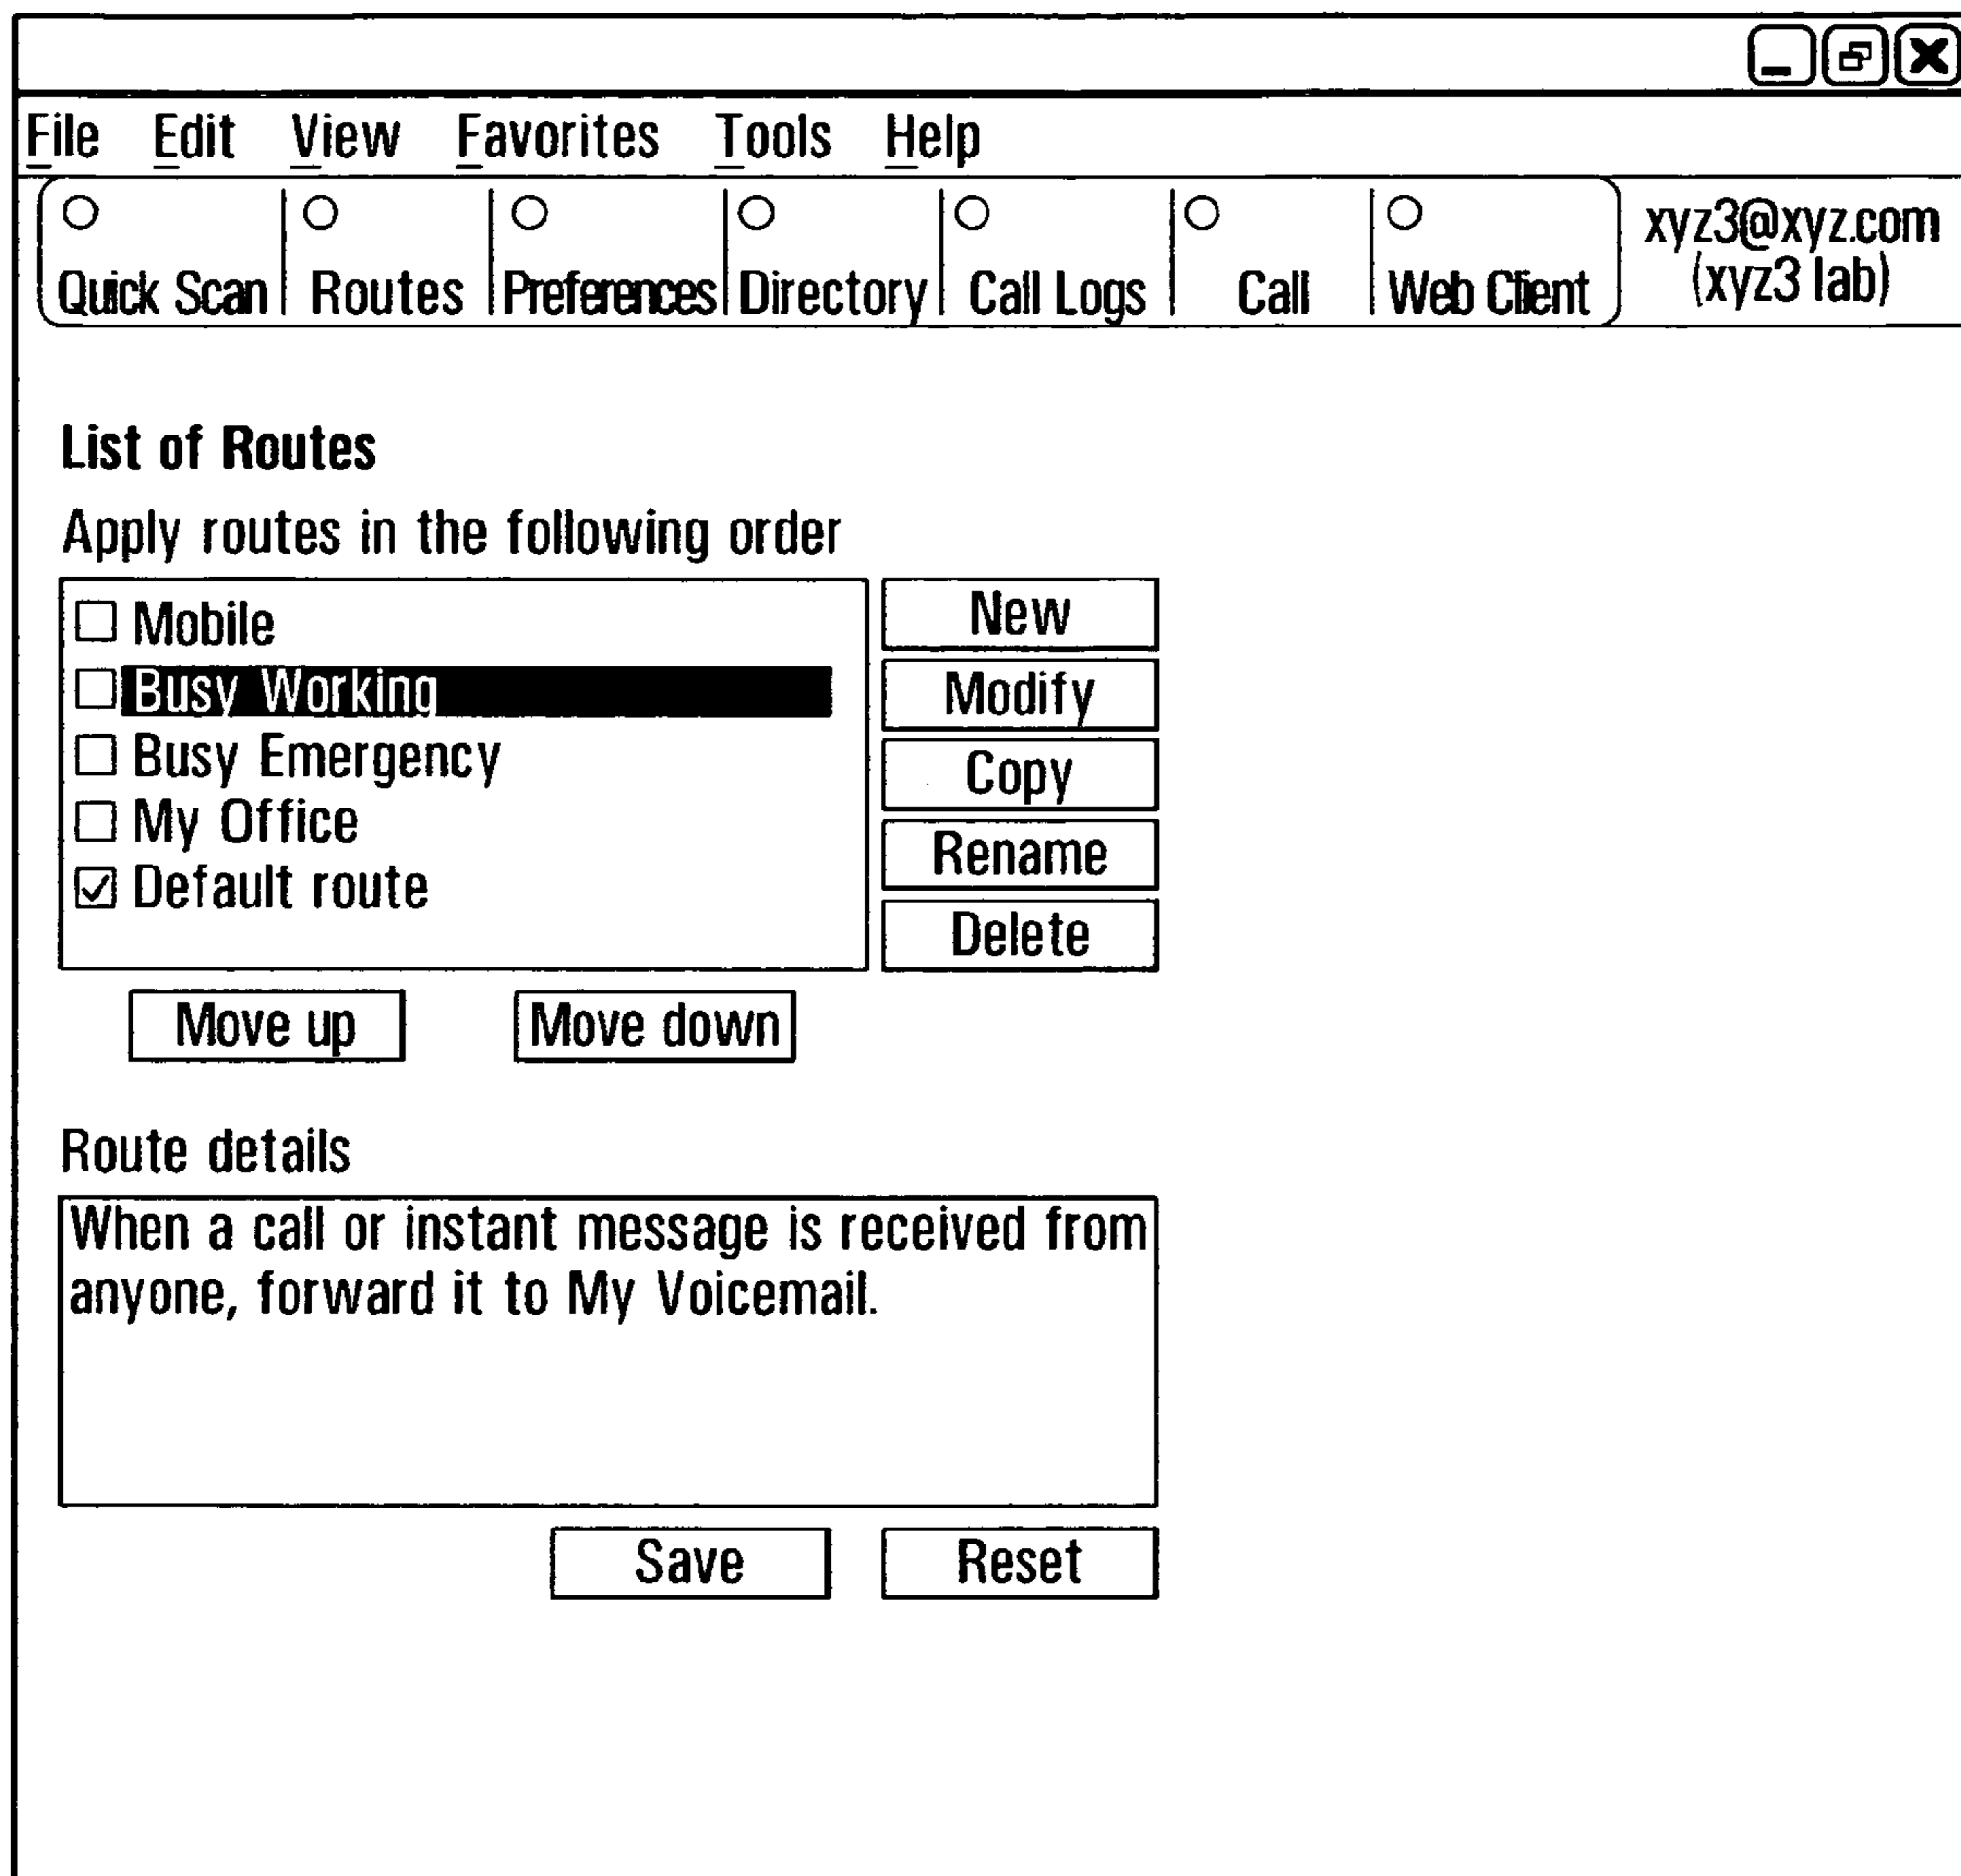 File Edit View Favorites Tools Help
Quick Scan Routes Preferences Directory Call Logs Call Web Client
xyz3@xyz.com
(xyz3 lab)
List of Routes
Apply routes in the following order
Mobile
Busy Working
Busy Emergency
My Office
Default route
New
Modify
Copy
Rename
Delete
Move up Move down
Route details
When a call or instant message is received from
anyone, forward it to My Voicemail.
Save Reset